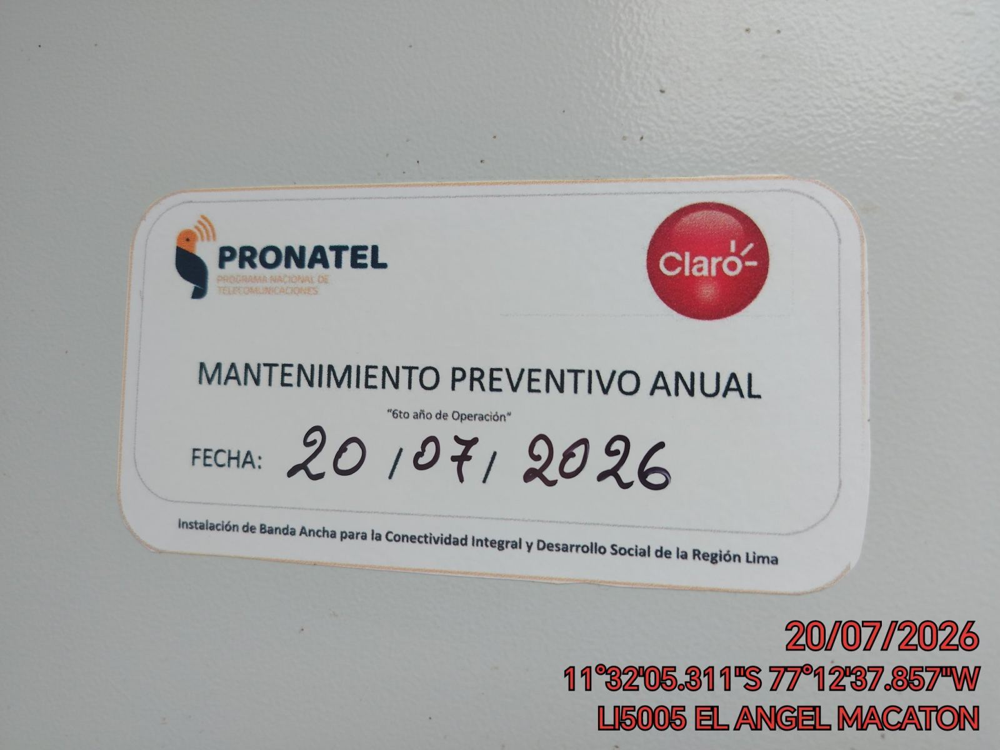 PRONATEL
PROGRAMA NACIONAL DE
TELECOMUNICACIONES
Claro
MANTENIMIENTO PREVENTIVO ANUAL
"6to año de Operación"
FECHA: 20 / 07 / 2026
Instalación de Banda Ancha para la Conectividad Integral y Desarrollo Social de la Región Lima
20/07/2026
11°32'05.311"S 77°12'37.857"W
LI5005 EL ANGEL MACATON